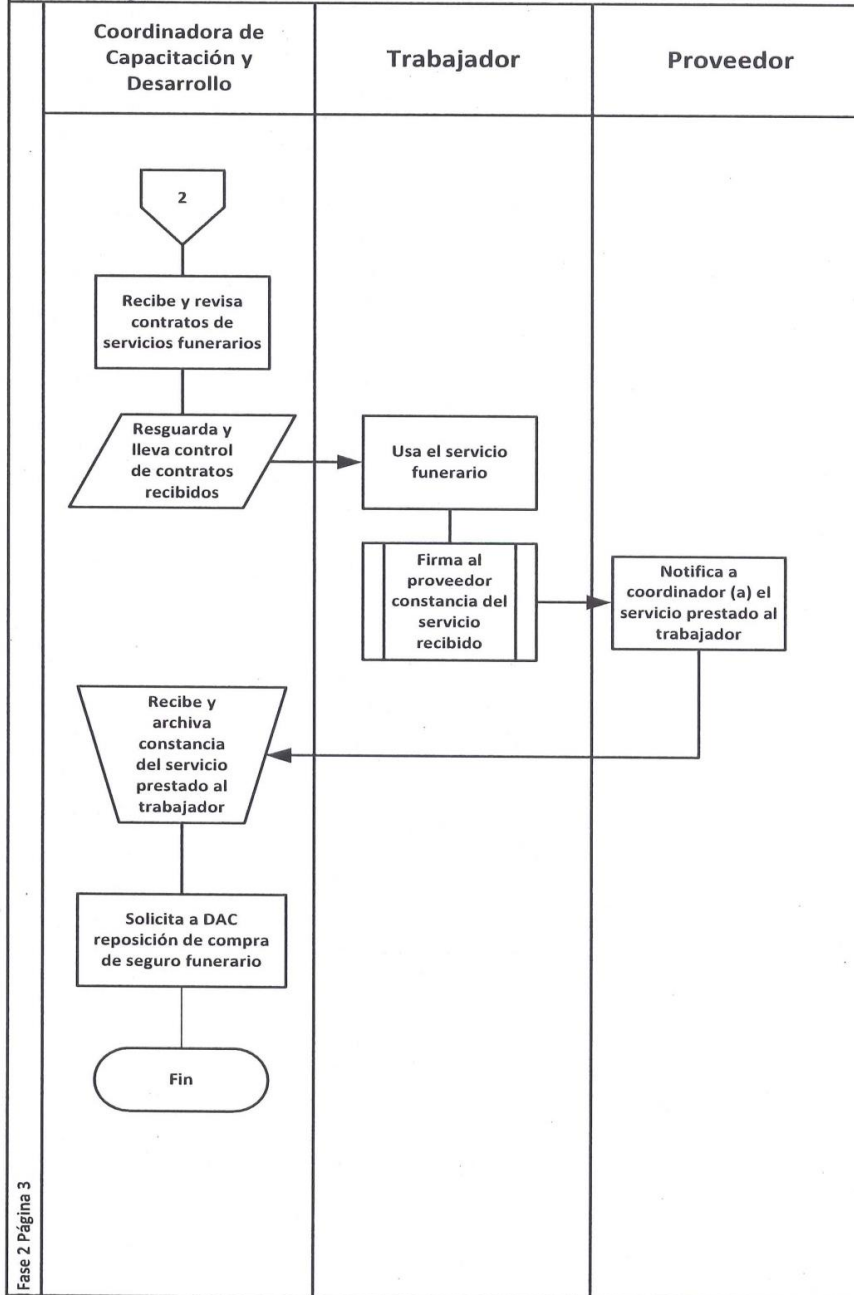 Coordinadora de
Capacitación y
Desarrollo
Trabajador
Proveedor
2
Recibe y revisa
contratos de
servicios funerarios
Resguarda y
lleva control
de contratos
recibidos
Usa el servicio
funerario
Firma al
proveedor
constancia del
servicio
recibido
Notifica a
coordinador (a) el
servicio prestado al
trabajador
Recibe y
archiva
constancia
del servicio
prestado al
trabajador
Solicita a DAC
reposición de compra
de seguro funerario
Fin
Fase 2 Página 3